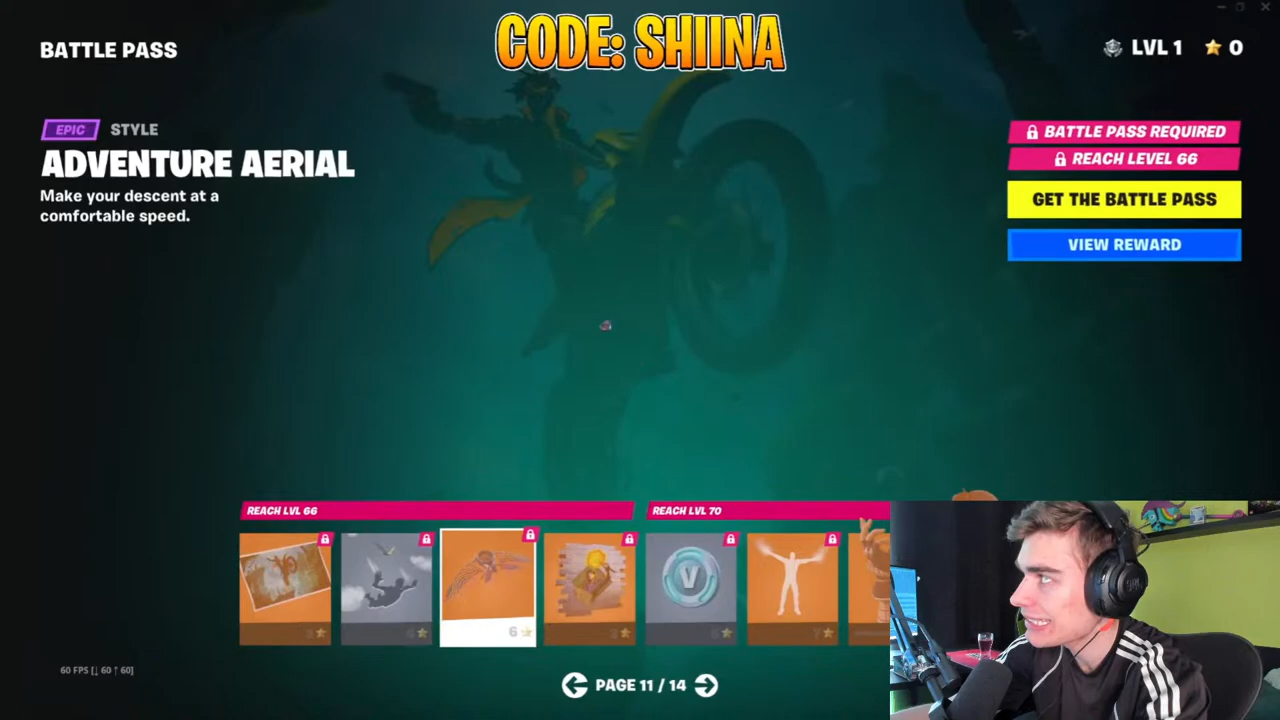 CODE: SHIINA
BATTLE PASS
LVL 1
0
EPIC STYLE
ADVENTURE AERIAL
Make your descent at a
comfortable speed.
BATTLE PASS REQUIRED
REACH LEVEL 66
GET THE BATTLE PASS
VIEW REWARD
REACH LVL 66
REACH LVL 70
V
6
60 FPS [↓ 60 ↑ 60]
PAGE 11 / 14